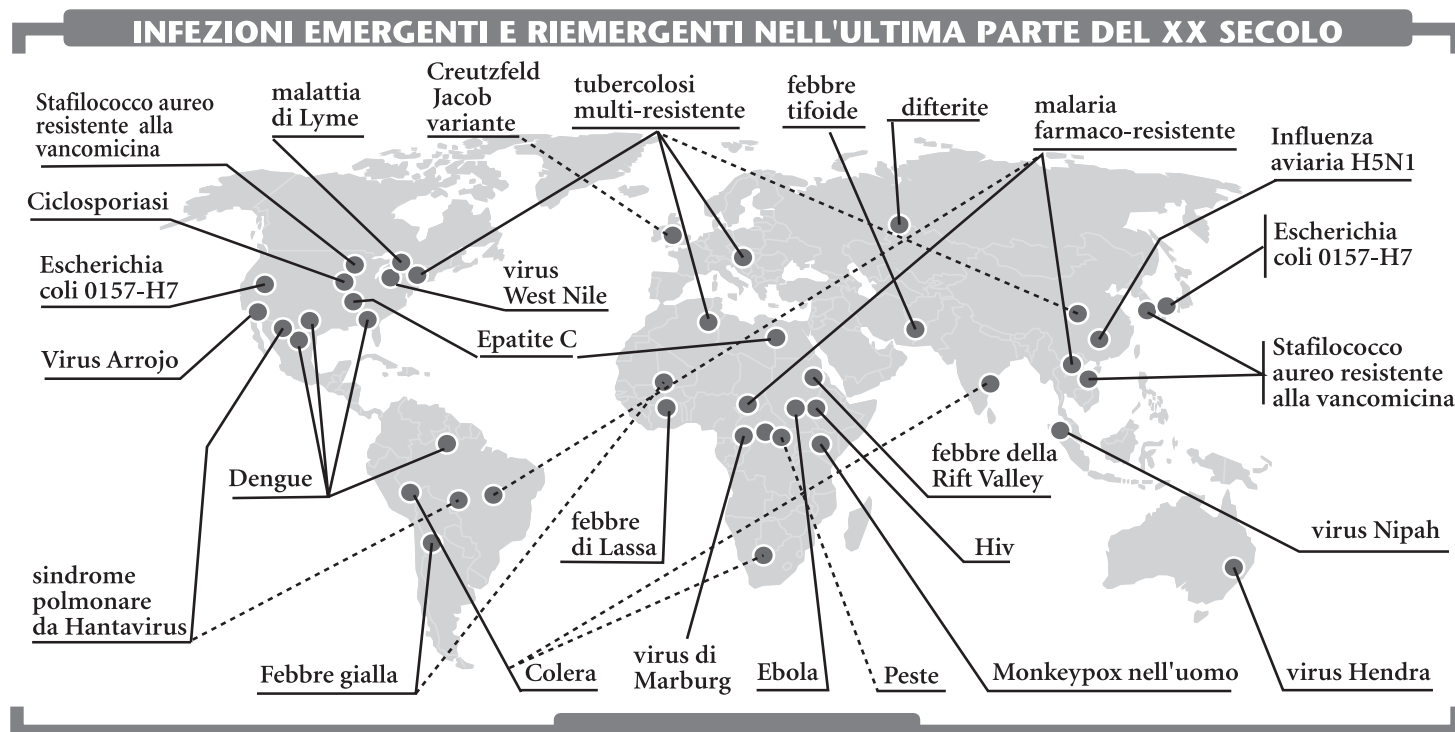 INFEZIONI EMERGENTI E RIEMERGENTI NELL'ULTIMA PARTE DEL XX SECOLO
Stafilococco aureo
resistente alla
vancomicina
malattia
di Lyme
Creutzfeld
Jacob
variante
tubercolosi
multi-resistente
febbre
tifoide
difterite
malaria
farmaco-resistente
Influenza
aviaria H5N1
Ciclosporiasi
Escherichia
coli 0157-H7
Escherichia
coli 0157-H7
virus
West Nile
Epatite C
Virus Arrojo
Stafilococco
aureo resistente
alla vancomicina
Dengue
febbre della
Rift Valley
febbre
di Lassa
Hiv
virus Nipah
sindrome
polmonare
da Hantavirus
Febbre gialla
Colera
virus di
Marburg
Ebola
Peste
Monkeypox nell'uomo
virus Hendra